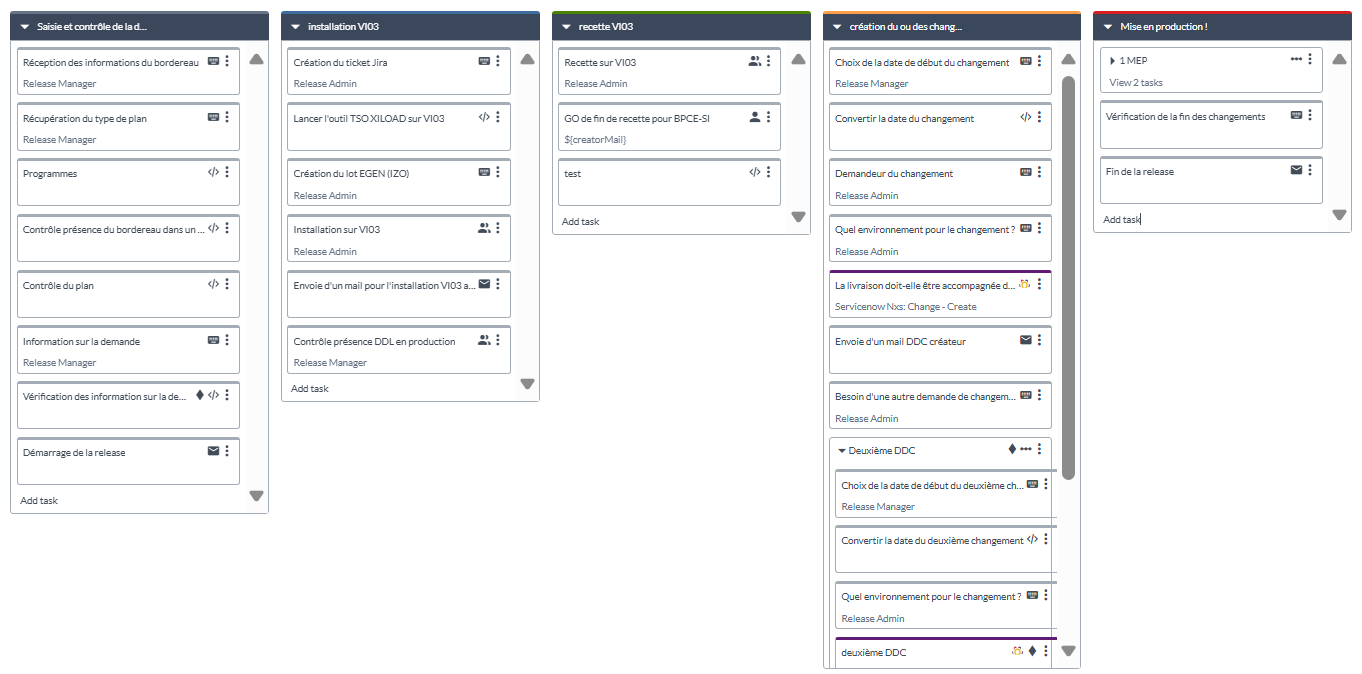 Saisie et contrôle de la d...
Réception des informations du bordereau
Release Manager
Récupération du type de plan
Release Manager
Programmes
Contrôle présence du bordereau dans un ...
Contrôle du plan
Information sur la demande
Release Manager
Vérification des information sur la de...
Démarrage de la release
Add task
installation VI03
Création du ticket Jira
Release Admin
Lancer l'outil TSO XILOAD sur VI03
Création du lot EGEN (IZO)
Release Admin
Installation sur VI03
Release Admin
Envoie d'un mail pour l'installation VI03 a...
Contrôle présence DDL en production
Release Manager
Add task
recette VI03
Recette sur VI03
Release Admin
GO de fin de recette pour BPCE-SI
${creatorMail}
test
Add task
création du ou des chang...
Choix de la date de début du changement
Release Manager
Convertir la date du changement
Demandeur du changement
Release Admin
Quel environnement pour le changement ?
Release Admin
La livraison doit-elle être accompagnée d...
Servicenow Nxs: Change - Create
Envoie d'un mail DDC créateur
Besoin d'une autre demande de changem...
Release Admin
Deuxième DDC
Choix de la date de début du deuxième ch...
Release Manager
Convertir la date du deuxième changement
Quel environnement pour le changement ?
Release Admin
deuxième DDC
Mise en production !
1 MEP
View 2 tasks
Vérification de la fin des changements
Fin de la release
Add task